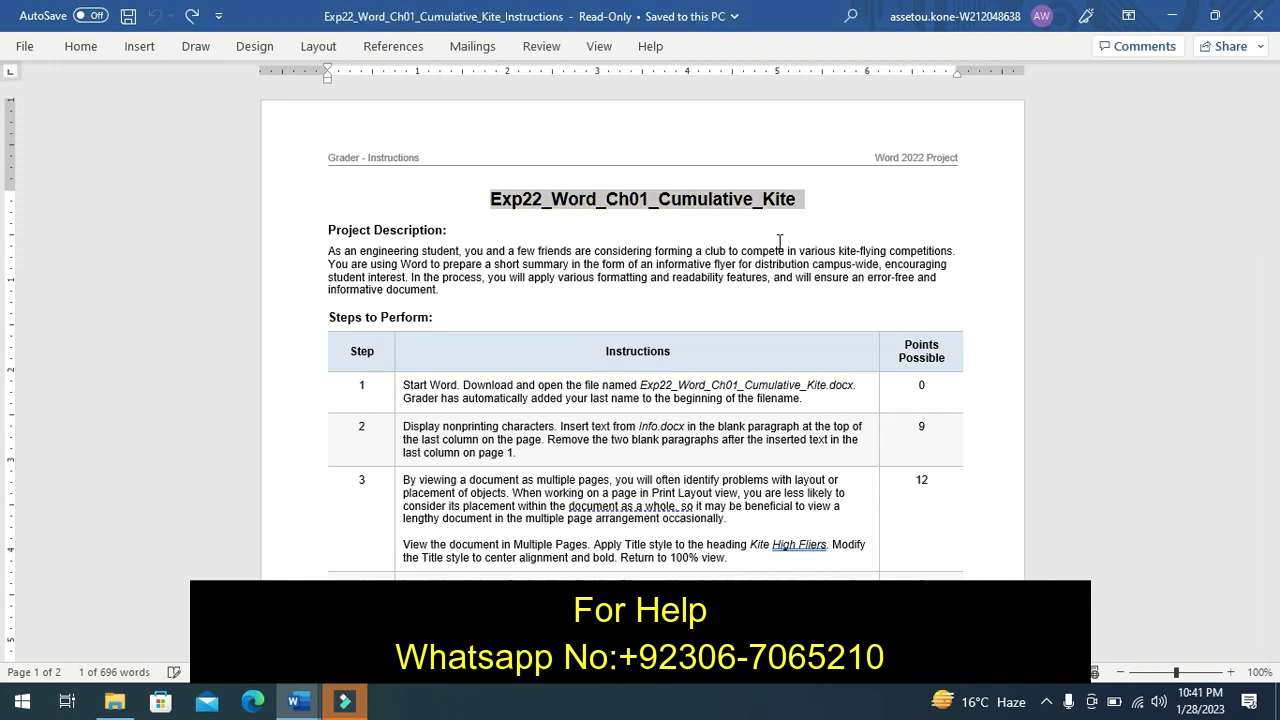 AutoSave Off Exp22_Word_Ch01_Cumulative_Kite_Instructions - Read-Only • Saved to this PC assetou.kone-W212048638 AW
File Home Insert Draw Design Layout References Mailings Review View Help Comments Share
1 2 3 4 5 6
Grader - Instructions Word 2022 Project
Exp22_Word_Ch01_Cumulative_Kite
Project Description:
As an engineering student, you and a few friends are considering forming a club to compete in various kite-flying competitions.
You are using Word to prepare a short summary in the form of an informative flyer for distribution campus-wide, encouraging
student interest. In the process, you will apply various formatting and readability features, and will ensure an error-free and
informative document.
Steps to Perform:
Step Instructions Points
Possible
1 Start Word. Download and open the file named Exp22_Word_Ch01_Cumulative_Kite.docx. 0
Grader has automatically added your last name to the beginning of the filename.
2 Display nonprinting characters. Insert text from Info.docx in the blank paragraph at the top of 9
the last column on the page. Remove the two blank paragraphs after the inserted text in the
last column on page 1.
3 By viewing a document as multiple pages, you will often identify problems with layout or 12
placement of objects. When working on a page in Print Layout view, you are less likely to
consider its placement within the document as a whole, so it may be beneficial to view a
lengthy document in the multiple page arrangement occasionally.
View the document in Multiple Pages. Apply Title style to the heading Kite High Fliers. Modify
the Title style to center alignment and bold. Return to 100% view.
For Help
Whatsapp No:+92306-7065210
Page 1 of 2 1 of 696 words 100%
16°C Haze 10:41 PM
1/28/2023